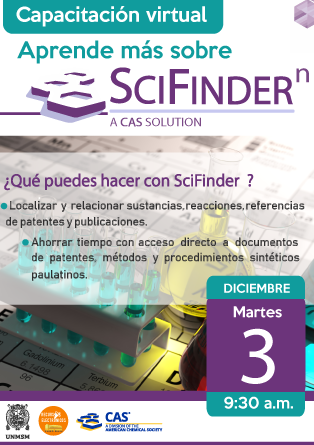 Capacitación virtual
Aprende más sobre
SCIFINDER n
A CAS SOLUTION
¿Qué puedes hacer con SciFinder ?
Localizar y relacionar sustancias, reacciones, referencias
de patentes y publicaciones.
Ahorrar tiempo con acceso directo a documentos
de patentes, métodos y procedimientos sintéticos
paulatinos.
DICIEMBRE
Martes
3
9:30 a.m.
Gadolinium
Terbium
UNMSM
CAS
A DIVISION OF THE
AMERICAN CHEMICAL SOCIETY